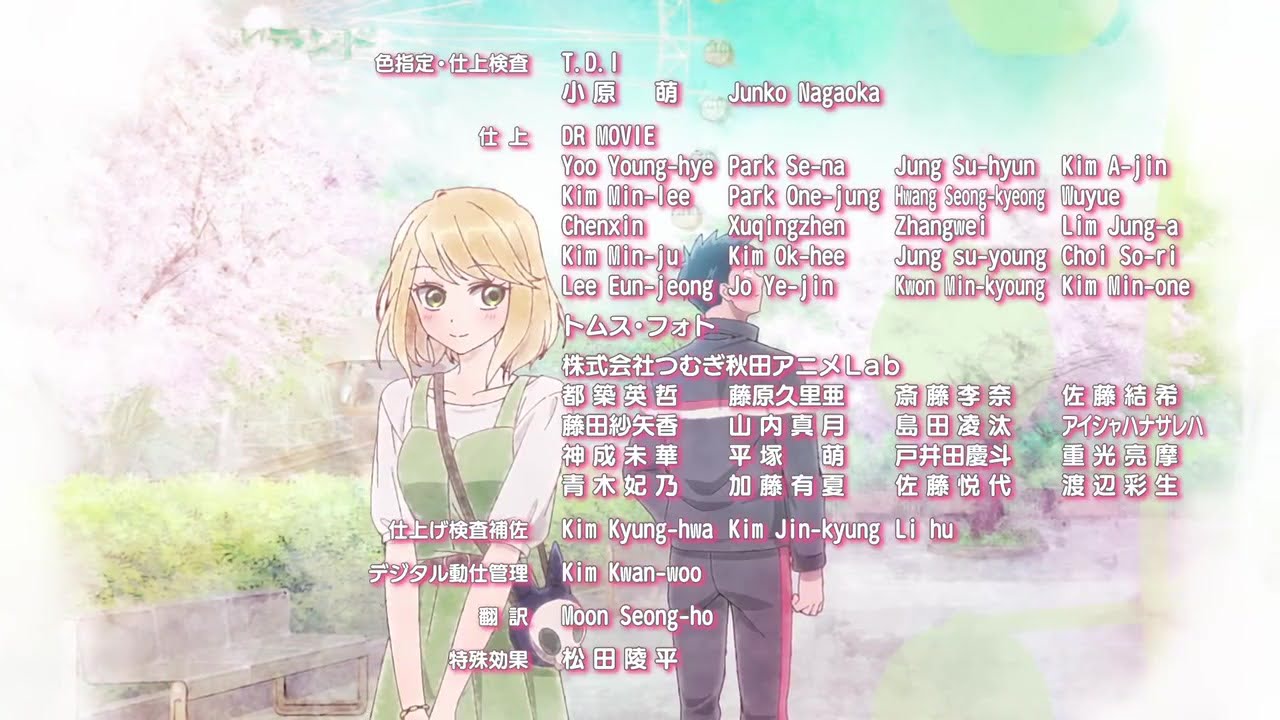 色指定・仕上検査 T.D.I
小原 萌 Junko Nagaoka
仕上 DR MOVIE
Yoo Young-hye Park Se-na Jung Su-hyun Kim A-jin
Kim Min-lee Park One-jung Hwang Seong-kyeong Wuyue
Chenxin Xuqingzhen Zhangwei Lim Jung-a
Kim Min-ju Kim Ok-hee Jung su-young Choi So-ri
Lee Eun-jeong Jo Ye-jin Kwon Min-kyoung Kim Min-one
トムス・フォト
株式会社つむぎ秋田アニメLab
都築英哲 藤原久里亜 斎藤李奈 佐藤結希
藤田紗矢香 山内真月 島田凌汰 アイシャハナサレハ
神成未華 平塚 萌 戸井田慶斗 重光亮摩
青木妃乃 加藤有夏 佐藤悦代 渡辺彩生
仕上げ検査補佐 Kim Kyung-hwa Kim Jin-kyung Li hu
デジタル動仕管理 Kim Kwan-woo
翻訳 Moon Seong-ho
特殊効果 松田陵平